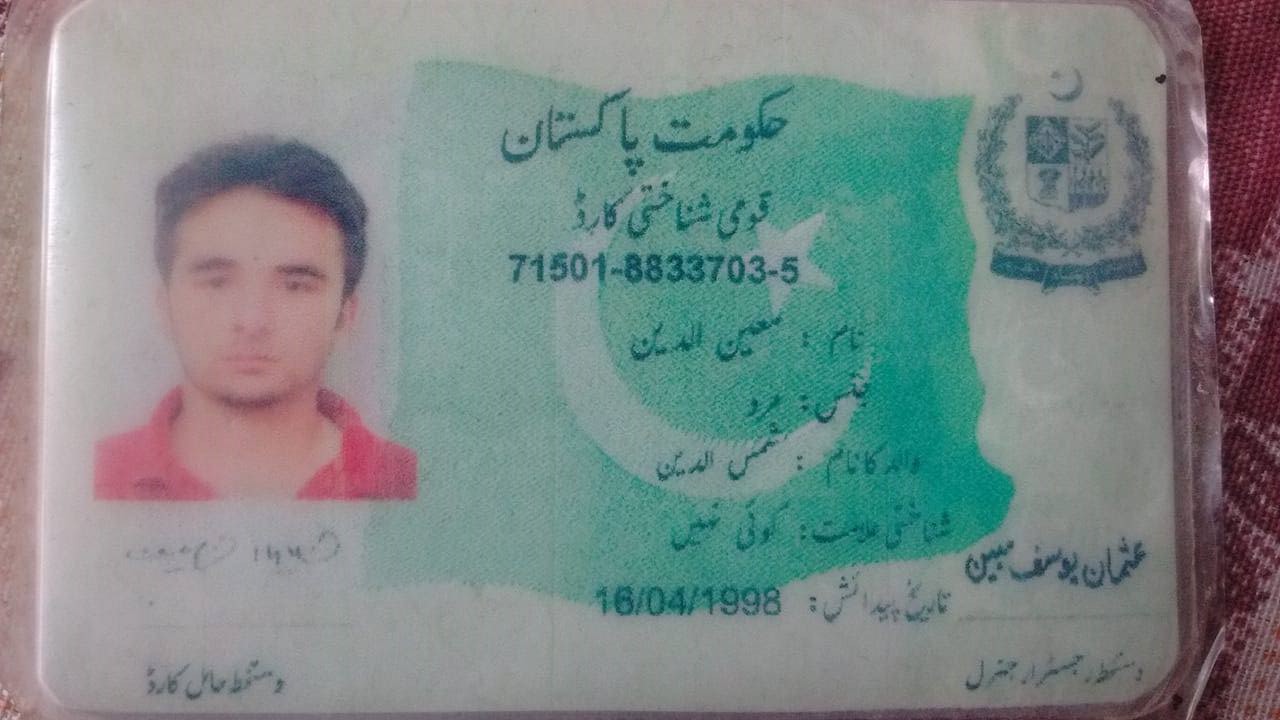 حکومت پاکستان
قومی شناختی کارڈ
71501-8833703-5
نام : معین الدین
جنس: مرد
والد کا نام : شمس الدین
شناختی علامت: کوئی نہیں
تاریخ پیدائش: 16/04/1998
عثمان یوسف مبین
دستخط حامل کارڈ
دستخط رجسٹرار جنرل